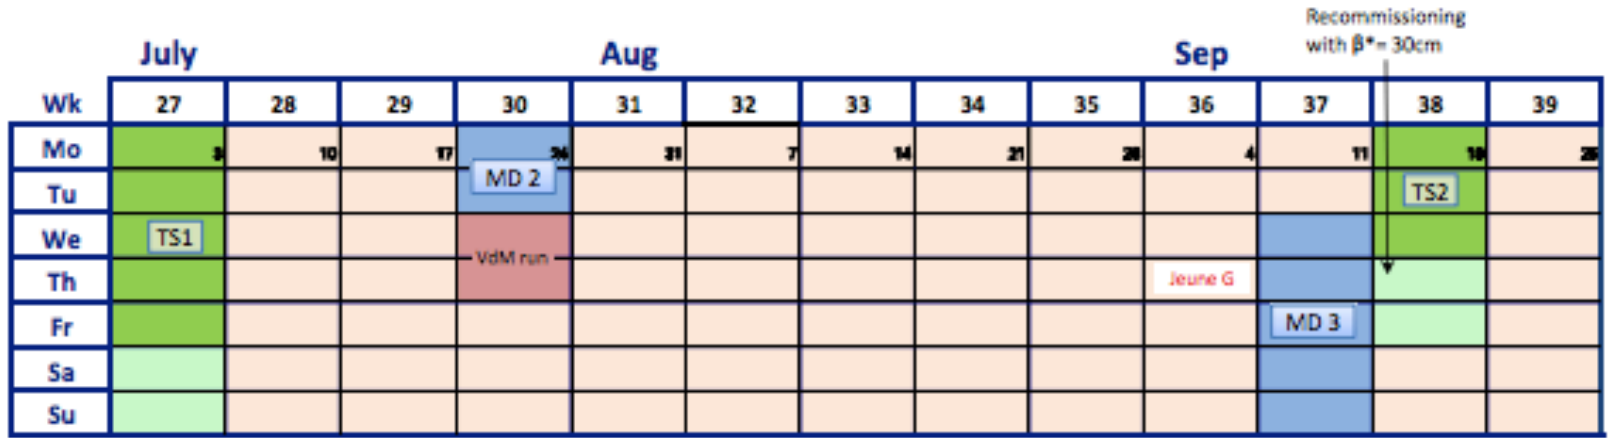 Recommissioning
with β*= 30cm
July Aug Sep
Wk 27 28 29 30 31 32 33 34 35 36 37 38 39
Mo 3 10 17 24 31 7 14 21 28 4 11 18 25
MD 2
Tu TS2
We TS1
VdM run
Th Jeune G
Fr MD 3
Sa
Su